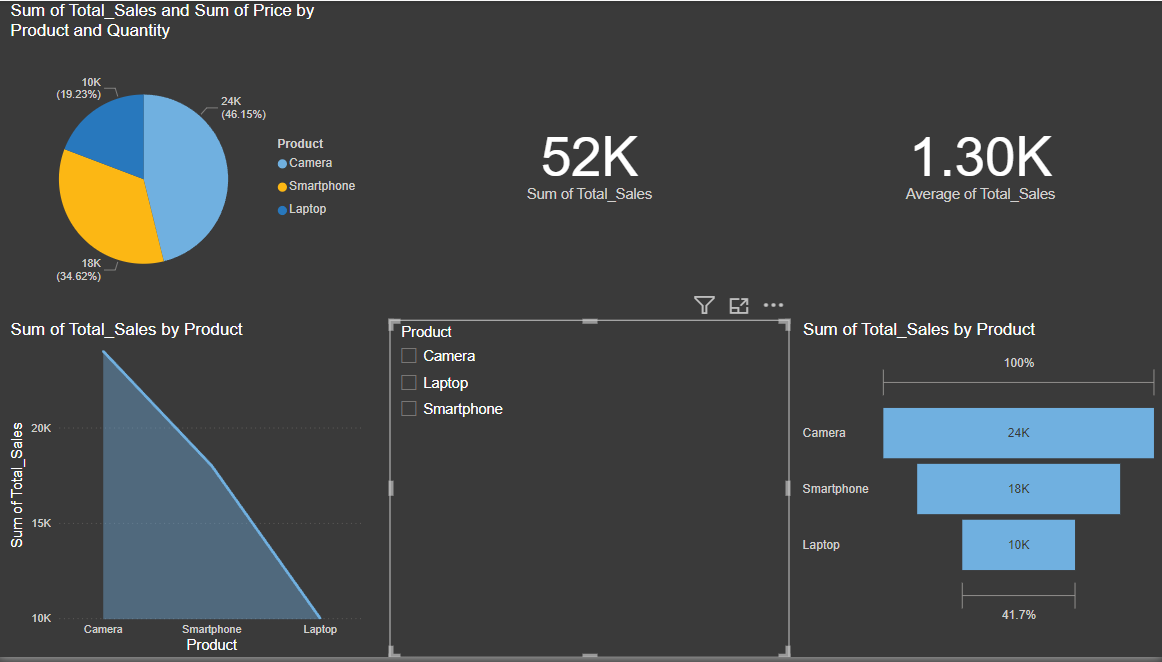 Sum of Total_Sales and Sum of Price by
Product and Quantity
10K
(19.23%)
24K
(46.15%)
18K
(34.62%)
Product
Camera
Smartphone
Laptop
52K
Sum of Total_Sales
1.30K
Average of Total_Sales
Sum of Total_Sales by Product
Sum of Total_Sales
20K
15K
10K
Camera Smartphone Laptop
Product
Product
Camera
Laptop
Smartphone
Sum of Total_Sales by Product
100%
Camera 24K
Smartphone 18K
Laptop 10K
41.7%